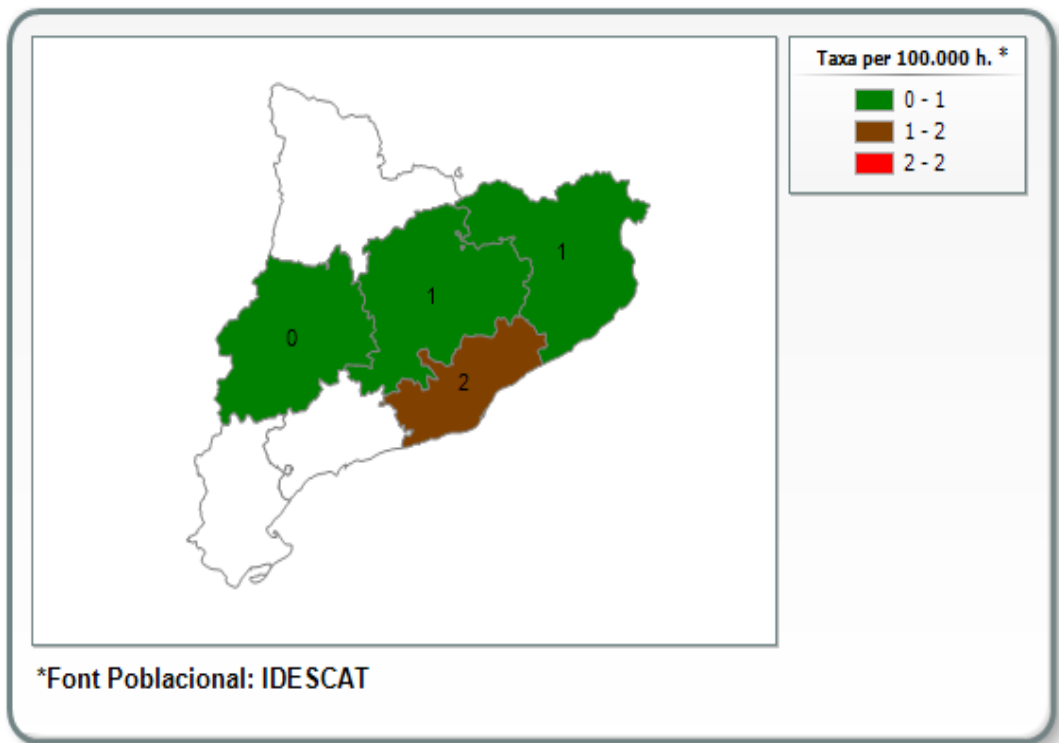 Taxa per 100.000 h. *
0 - 1
1 - 2
2 - 2
1
1
0
2
*Font Poblacional: IDESCAT